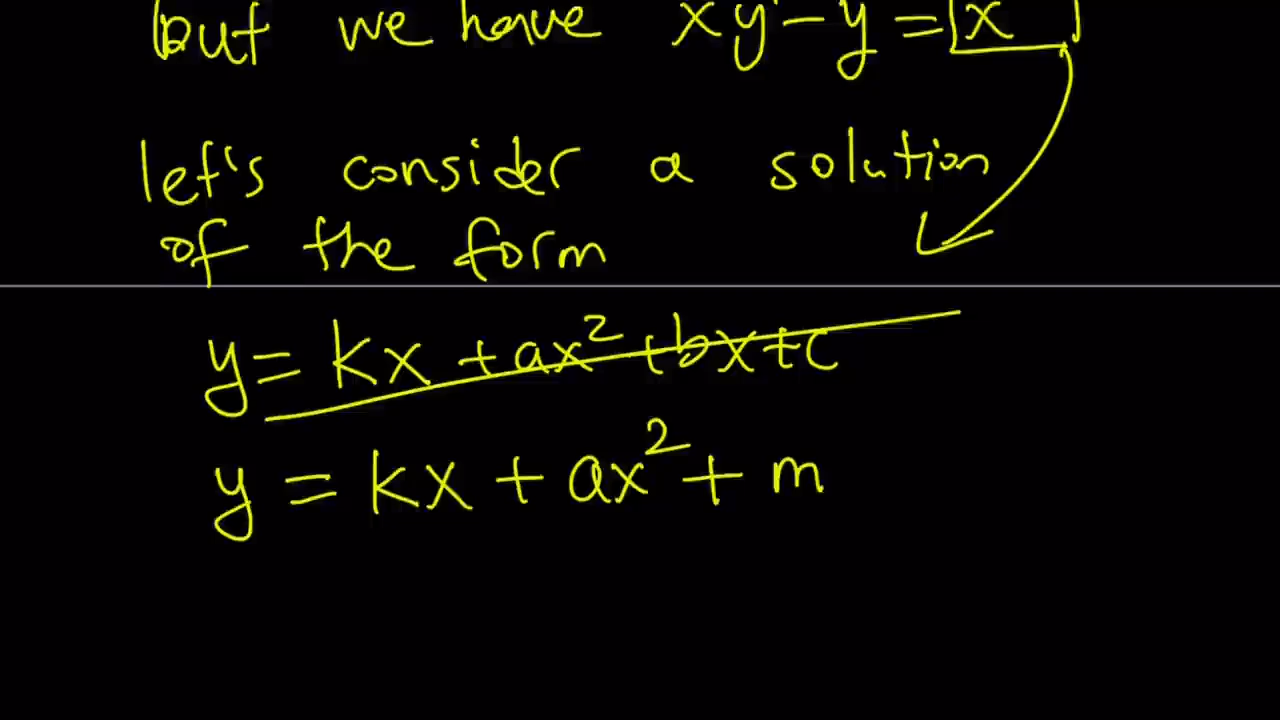 but we have xy' - y = x
let's consider a solution
of the form
y = kx + ax² + bx + c
y = kx + ax² + m